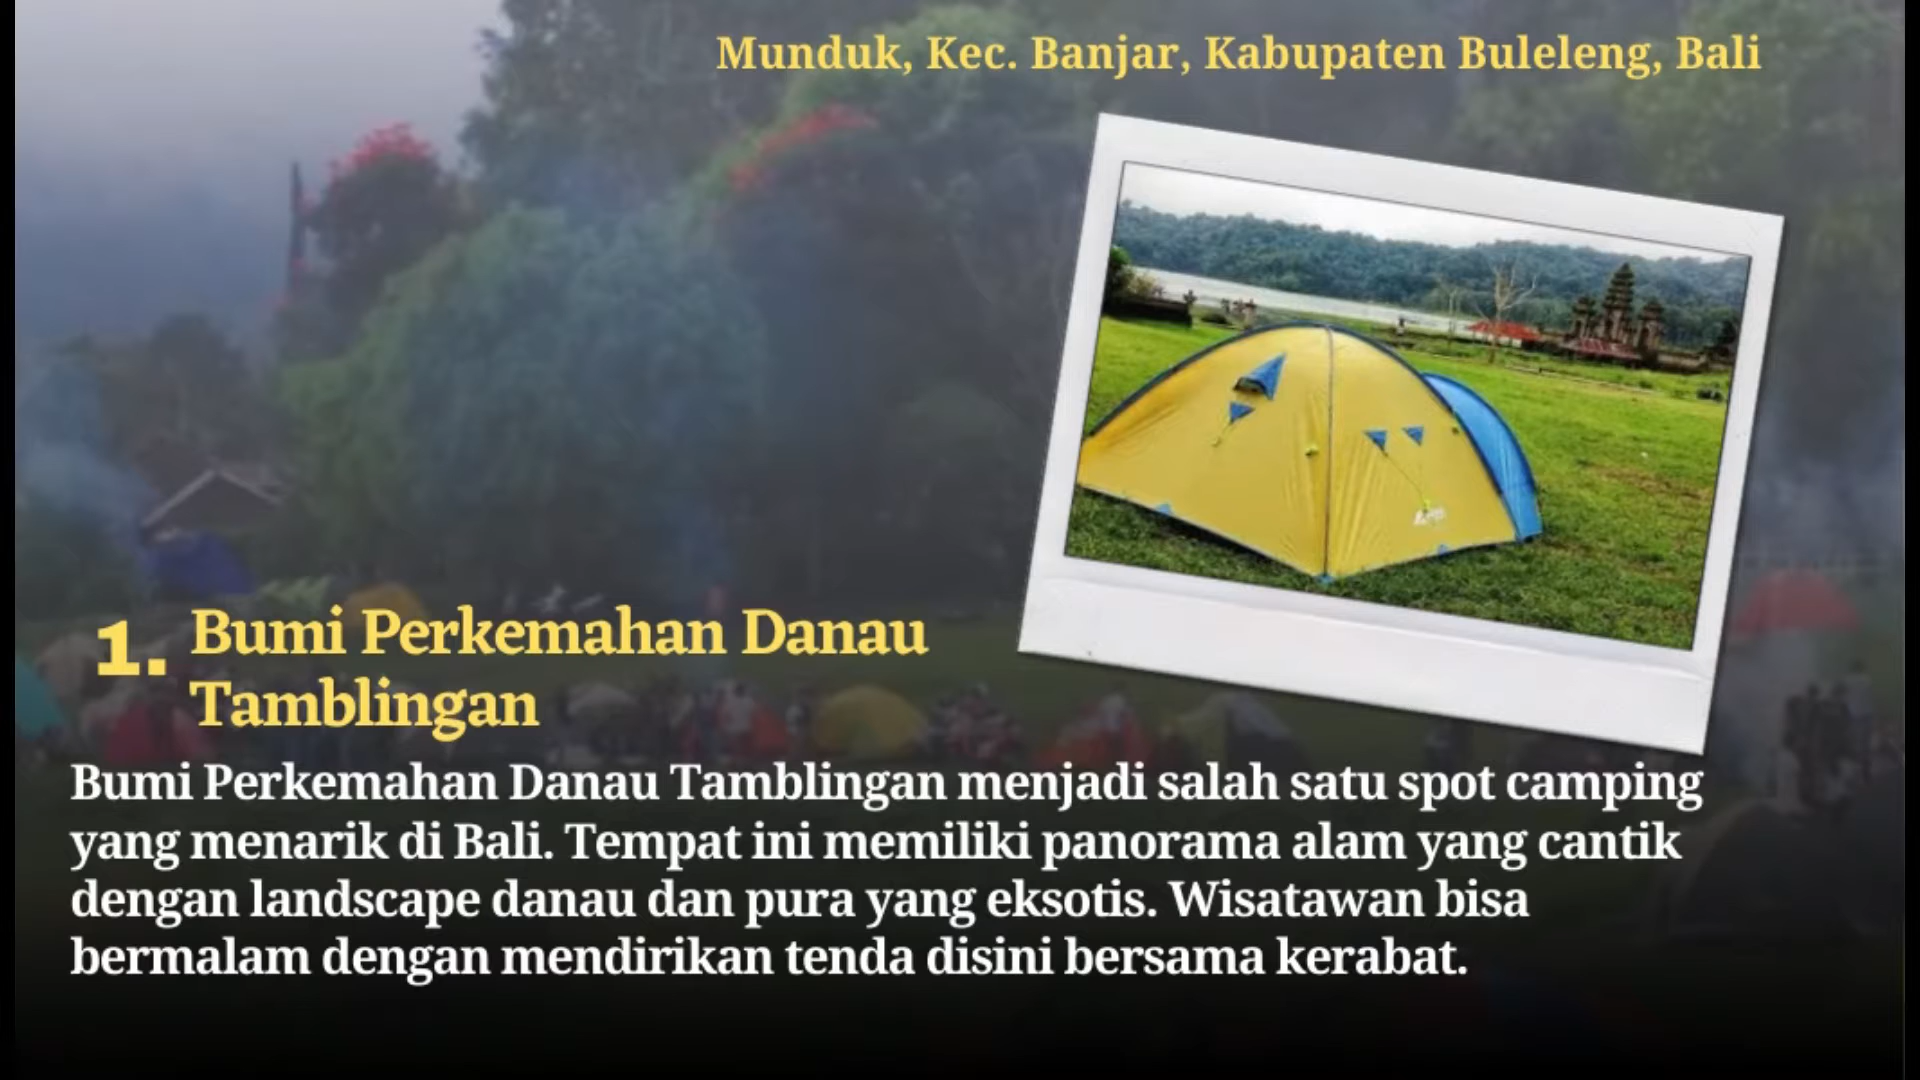 Munduk, Kec. Banjar, Kabupaten Buleleng, Bali
1. Bumi Perkemahan Danau
Tamblingan
Bumi Perkemahan Danau Tamblingan menjadi salah satu spot camping
yang menarik di Bali. Tempat ini memiliki panorama alam yang cantik
dengan landscape danau dan pura yang eksotis. Wisatawan bisa
bermalam dengan mendirikan tenda disini bersama kerabat.